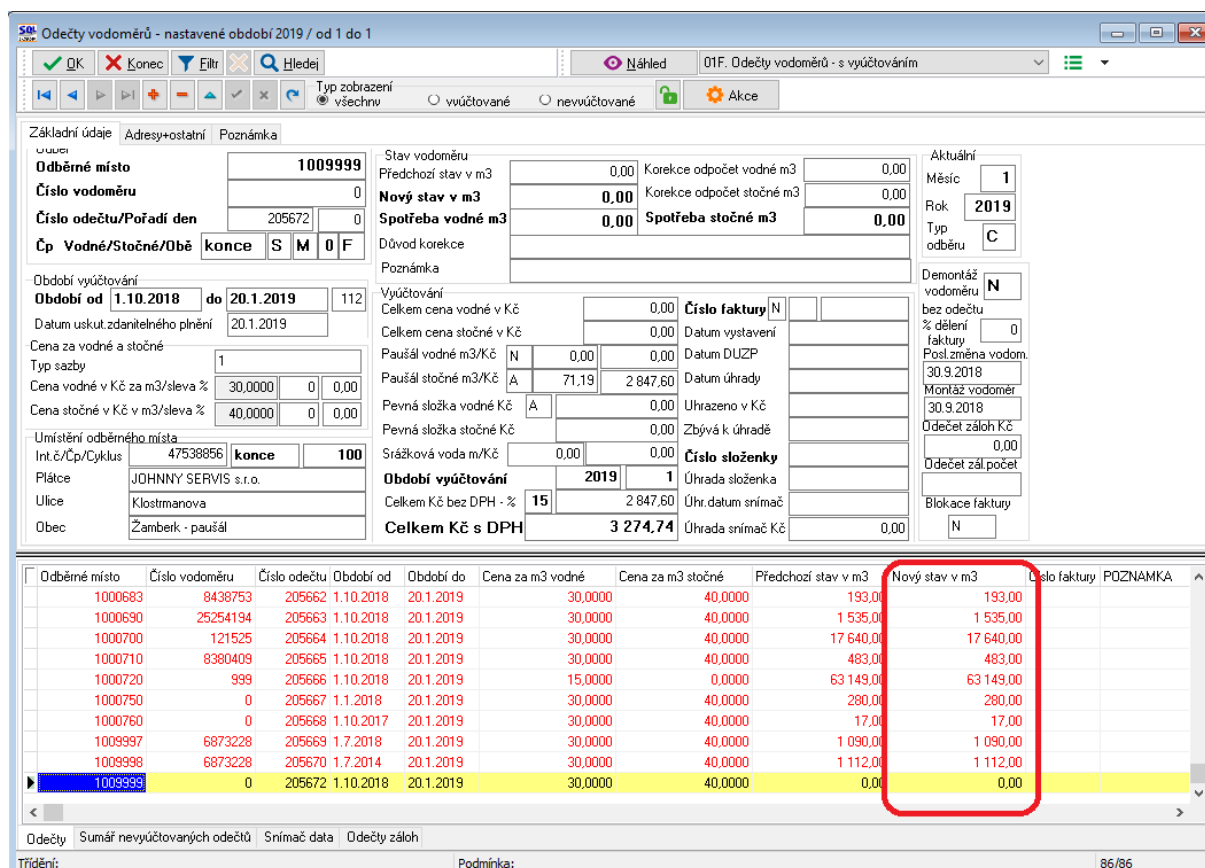 SQL Odečty vodoměrů - nastavené období 2019 / od 1 do 1
OK Konec Filtr Hledej Náhled 01F. Odečty vodoměrů - s vyúčtováním
Typ zobrazení
všechny vyúčtované nevyúčtované Akce
Základní údaje Adresy+ostatní Poznámka
Odběr
Odběrné místo 1009999
Číslo vodoměru 0
Číslo odečtu/Pořadí den 205672 0
Čp Vodné/Stočné/Obě konce S M 0 F
Období vyúčtování
Období od 1.10.2018 do 20.1.2019 112
Datum uskut.zdanitelného plnění 20.1.2019
Cena za vodné a stočné
Typ sazby 1
Cena vodné v Kč za m3/sleva % 30,0000 0 0,00
Cena stočné v Kč v m3/sleva % 40,0000 0 0,00
Umístění odběrného místa
Int.č/Čp/Cyklus 47538856 konce 100
Plátce JOHNNY SERVIS s.r.o.
Ulice Klostrmanova
Obec Žamberk - paušál
Stav vodoměru
Předchozí stav v m3 0,00 Korekce odpočet vodné m3 0,00
Nový stav v m3 0,00 Korekce odpočet stočné m3 0,00
Spotřeba vodné m3 0,00 Spotřeba stočné m3 0,00
Důvod korekce
Poznámka
Vyúčtování
Celkem cena vodné v Kč 0,00 Číslo faktury N
Celkem cena stočné v Kč 0,00 Datum vystavení
Paušál vodné m3/Kč N 0,00 0,00 Datum DUZP
Paušál stočné m3/Kč A 71,19 2 847,60 Datum úhrady
Pevná složka vodné Kč A 0,00 Uhrazeno v Kč
Pevná složka stočné Kč 0,00 Zbývá k úhradě
Srážková voda m/Kč 0,00 0,00 Číslo složenky
Období vyúčtování 2019 1 Úhrada složenka
Celkem Kč bez DPH - % 15 2 847,60 Úhr.datum snímač
Celkem Kč s DPH 3 274,74 Úhrada snímač Kč 0,00
Aktuální
Měsíc 1
Rok 2019
Typ
odběru C
Demontáž
vodoměru N
bez odečtu
% dělení
faktury 0
Posl.změna vodom.
30.9.2018
Montáž vodoměr
30.9.2018
Odečet záloh Kč
0,00
Odečet zál.počet
Blokace faktury
N
Odběrné místo Číslo vodoměru Číslo odečtu Období od Období do Cena za m3 vodné Cena za m3 stočné Předchozí stav v m3 Nový stav v m3 Číslo faktury POZNAMKA
1000683 8438753 205662 1.10.2018 20.1.2019 30,0000 40,0000 193,00 193,00
1000690 25254194 205663 1.10.2018 20.1.2019 30,0000 40,0000 1 535,00 1 535,00
1000700 121525 205664 1.10.2018 20.1.2019 30,0000 40,0000 17 640,00 17 640,00
1000710 8380409 205665 1.10.2018 20.1.2019 30,0000 40,0000 483,00 483,00
1000720 999 205666 1.10.2018 20.1.2019 15,0000 0,0000 63 149,00 63 149,00
1000750 0 205667 1.1.2018 20.1.2019 30,0000 40,0000 280,00 280,00
1000760 0 205668 1.10.2017 20.1.2019 30,0000 40,0000 17,00 17,00
1009997 6873228 205669 1.7.2018 20.1.2019 30,0000 40,0000 1 090,00 1 090,00
1009998 6873228 205670 1.7.2014 20.1.2019 30,0000 40,0000 1 112,00 1 112,00
1009999 0 205672 1.10.2018 20.1.2019 30,0000 40,0000 0,00 0,00
Odečty Sumář nevyúčtovaných odečtů Snímač data Odečty záloh
Třídění: Podmínka: 86/86